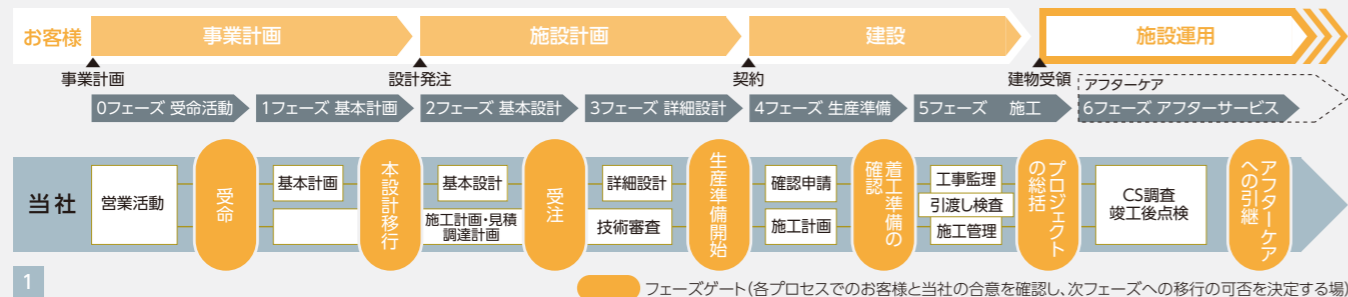 お客様
事業計画
施設計画
建設
施設運用
事業計画
設計発注
契約
建物受領
アフターケア
0フェーズ 受命活動
1フェーズ 基本計画
2フェーズ 基本設計
3フェーズ 詳細設計
4フェーズ 生産準備
5フェーズ 施工
6フェーズ アフターサービス
当社
営業活動
受命
基本計画
本設計移行
基本設計
施工計画・見積
調達計画
受注
詳細設計
技術審査
生産準備開始
確認申請
施工計画
着工準備の
確認
工事監理
引渡し検査
施工管理
プロジェクト
の総括
CS調査
竣工後点検
アフターケア
への引継
1
フェーズゲート(各プロセスでのお客様と当社の合意を確認し、次フェーズへの移行の可否を決定する場)